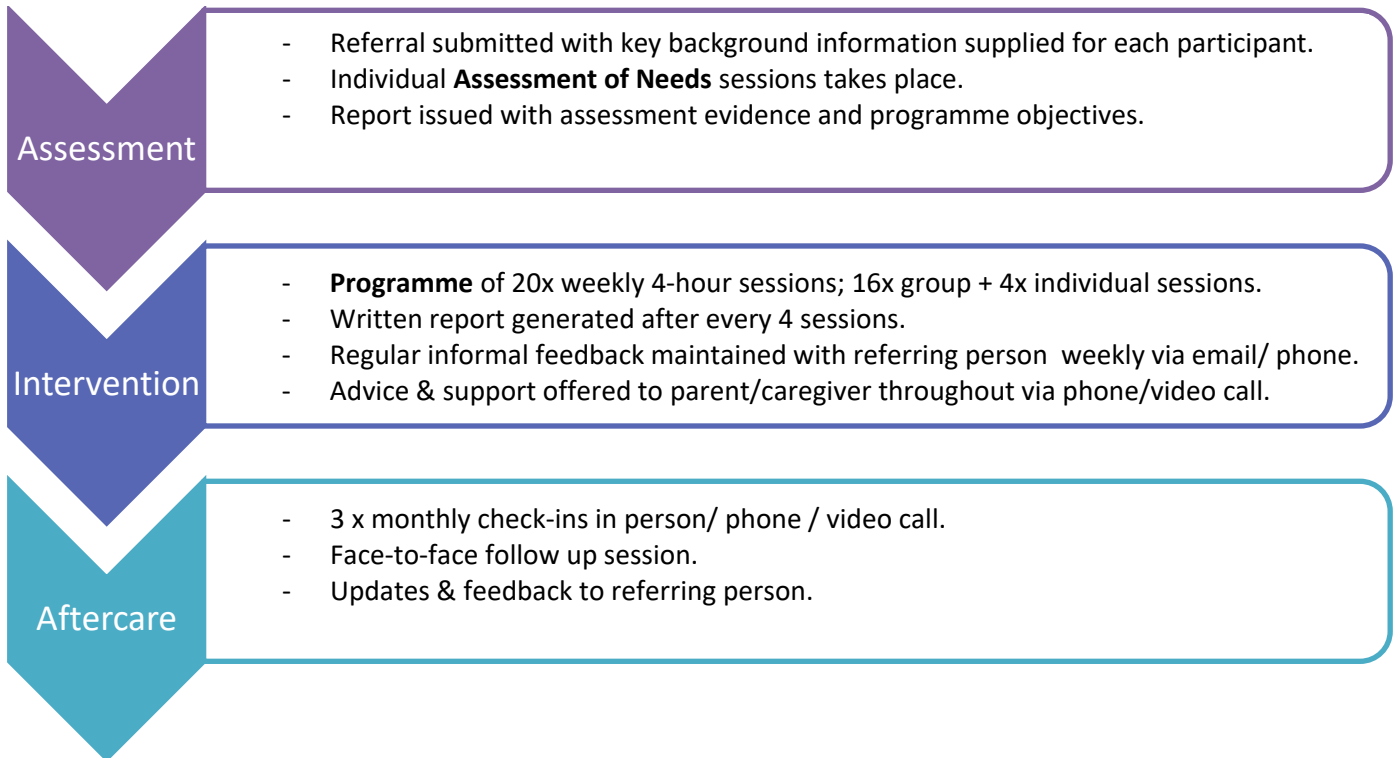 Assessment
- Referral submitted with key background information supplied for each participant.
- Individual Assessment of Needs sessions takes place.
- Report issued with assessment evidence and programme objectives.
Intervention
- Programme of 20x weekly 4-hour sessions; 16x group + 4x individual sessions.
- Written report generated after every 4 sessions.
- Regular informal feedback maintained with referring person  weekly via email/ phone.
- Advice & support offered to parent/caregiver throughout via phone/video call.
Aftercare
- 3 x monthly check-ins in person/ phone / video call.
- Face-to-face follow up session.
- Updates & feedback to referring person.